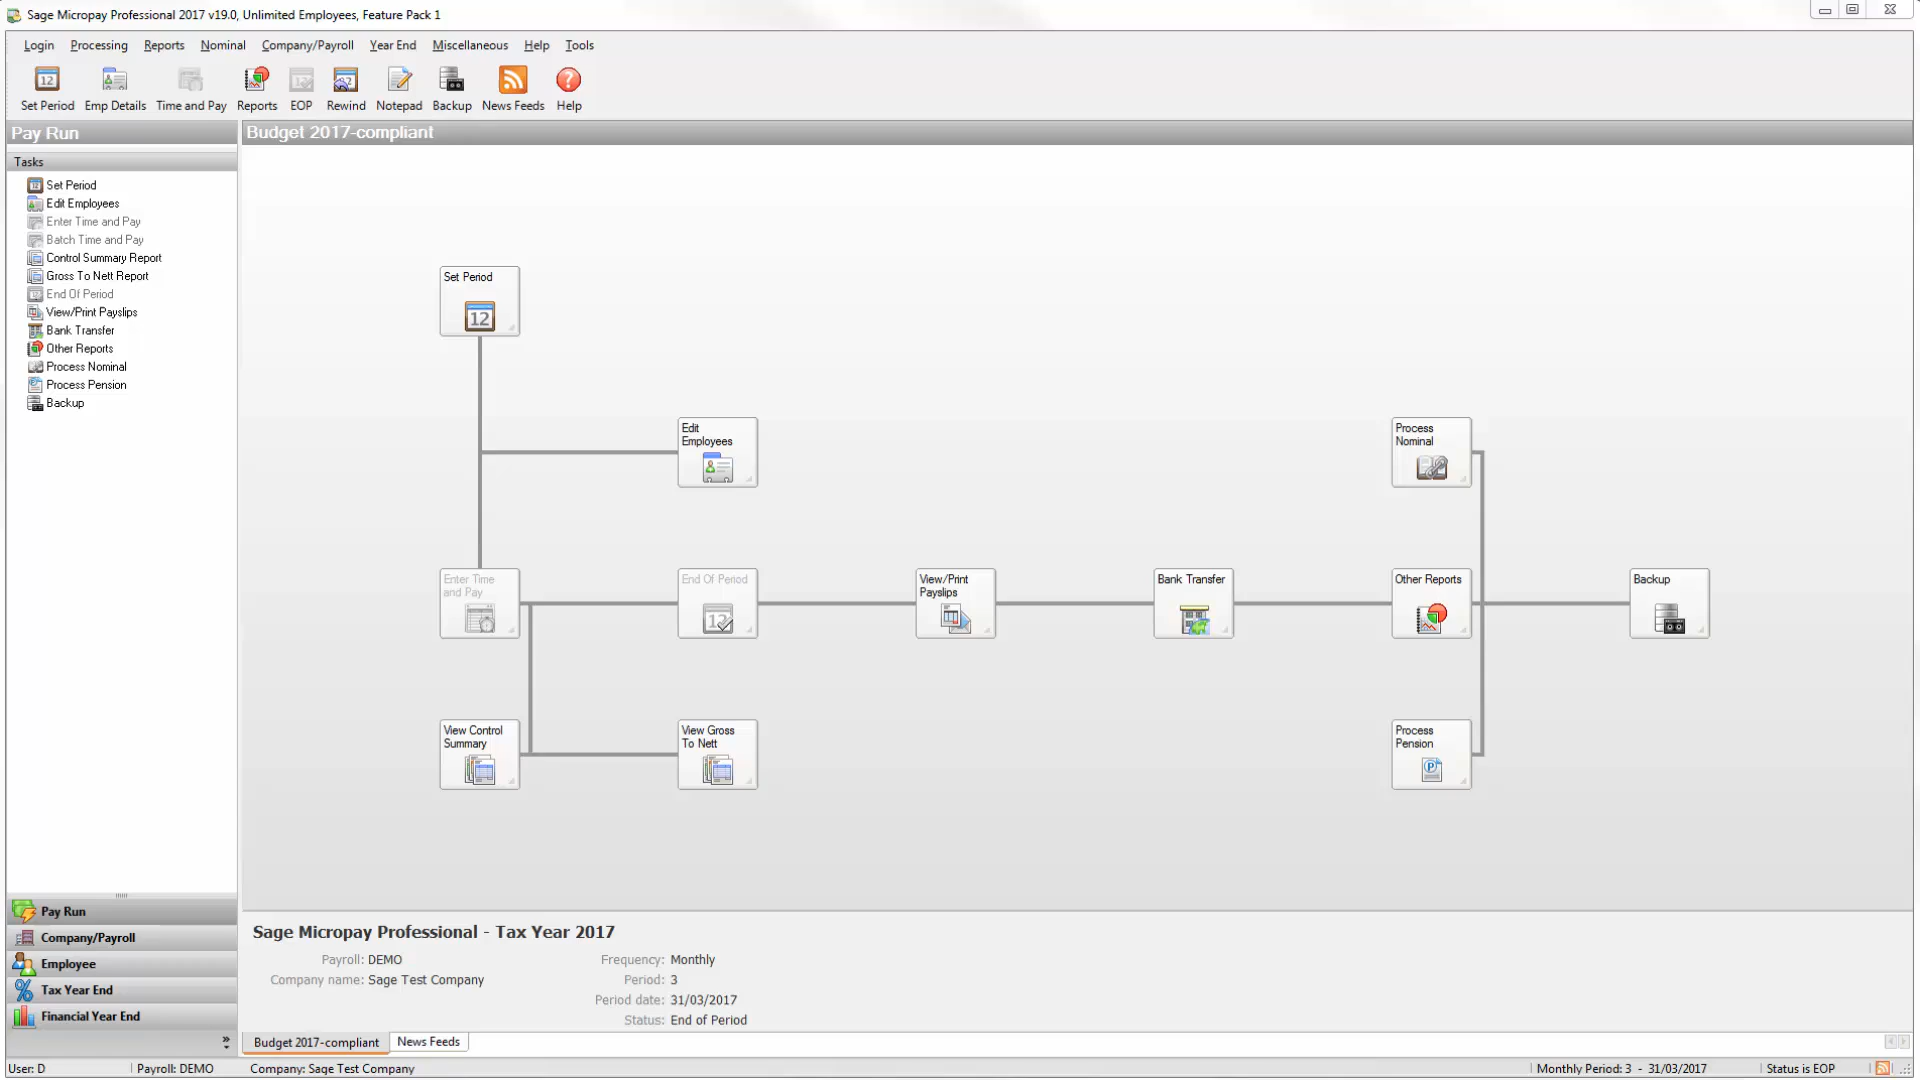 Sage Micropay Professional 2017 v19.0, Unlimited Employees, Feature Pack 1
Login Processing Reports Nominal Company/Payroll Year End Miscellaneous Help Tools
Set Period Emp Details Time and Pay Reports EOP Rewind Notepad Backup News Feeds Help
Pay Run
Budget 2017-compliant
Tasks
Set Period
Edit Employees
Enter Time and Pay
Batch Time and Pay
Control Summary Report
Gross To Nett Report
End Of Period
View/Print Payslips
Bank Transfer
Other Reports
Process Nominal
Process Pension
Backup
Set Period
12
Edit
Employees
Process
Nominal
Enter Time
and Pay
End Of Period
12
View/Print
Payslips
Bank Transfer
Other Reports
Backup
View Control
Summary
View Gross
To Nett
Process
Pension
P
Pay Run
Company/Payroll
Employee
Tax Year End
Financial Year End
Sage Micropay Professional - Tax Year 2017
Payroll: DEMO
Company name: Sage Test Company
Frequency: Monthly
Period: 3
Period date: 31/03/2017
Status: End of Period
Budget 2017-compliant News Feeds
User: D Payroll: DEMO Company: Sage Test Company Monthly Period: 3 - 31/03/2017 Status is EOP